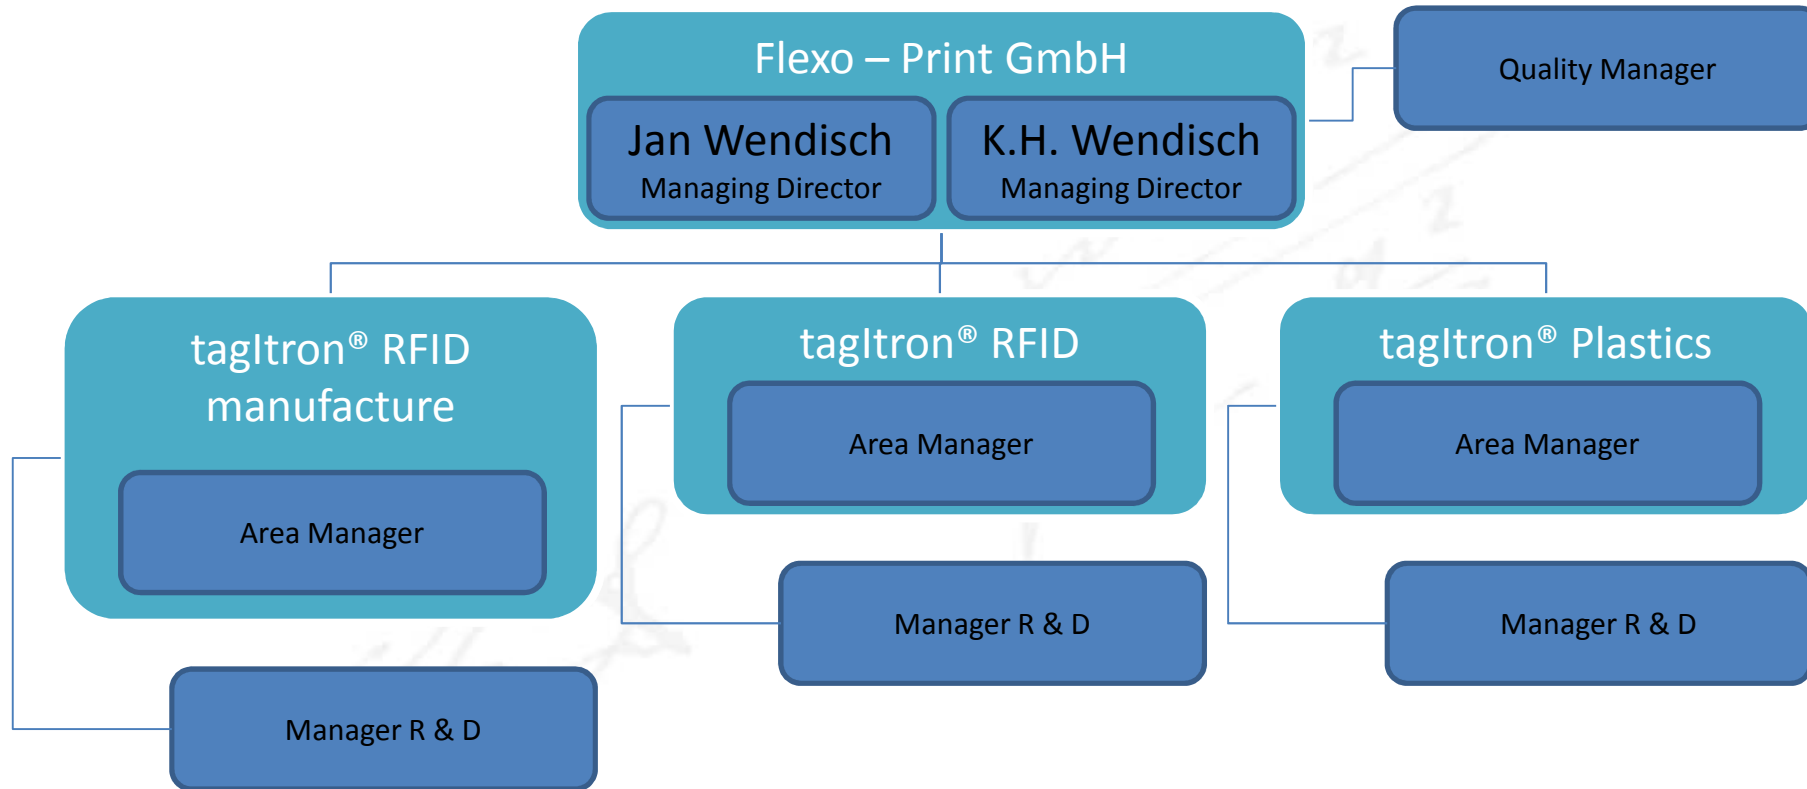 Flexo – Print GmbH
Quality Manager
Jan Wendisch
Managing Director
K.H. Wendisch
Managing Director
tagItron® RFID
manufacture
Area Manager
Manager R & D
tagItron® RFID
Area Manager
Manager R & D
tagItron® Plastics
Area Manager
Manager R & D